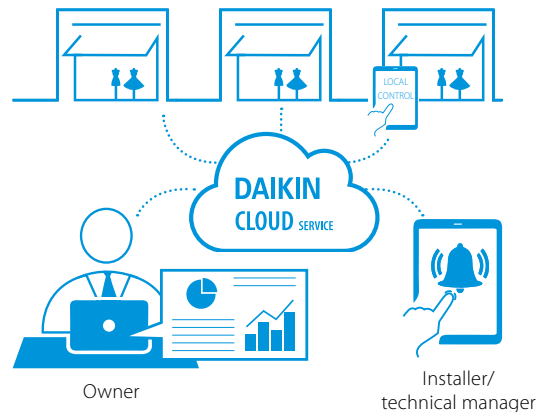 LOCAL
CONTROL
DAIKIN
CLOUD SERVICE
Owner
Installer/
technical manager